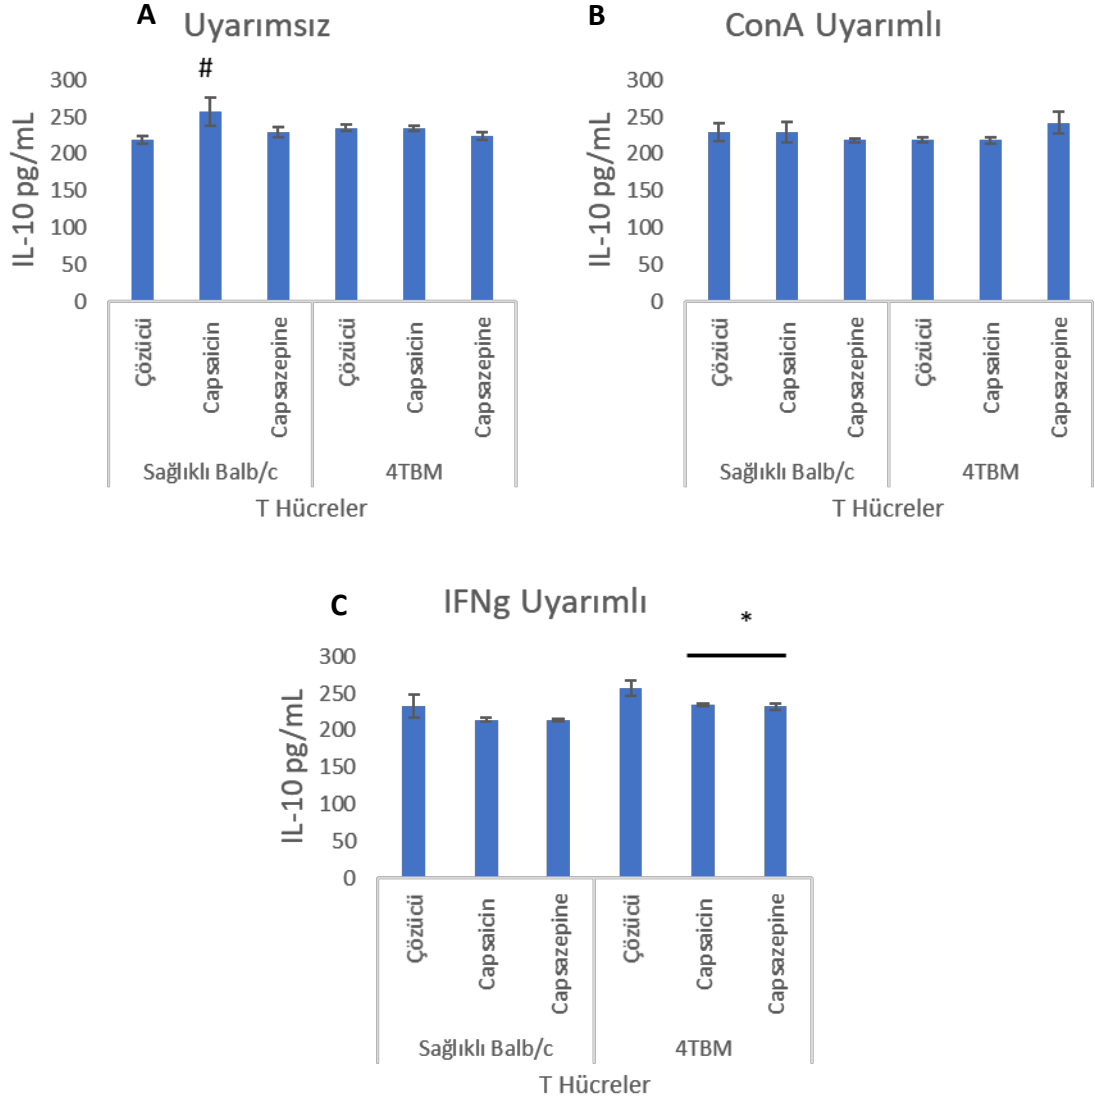 A
Uyarımsız
#
IL-10 pg/mL
300
250
200
150
100
50
0
Çözücü
Capsaicin
Capsazepine
Çözücü
Capsaicin
Capsazepine
Sağlıklı Balb/c
4TBM
T Hücreler
B
ConA Uyarımlı
IL-10 pg/mL
300
250
200
150
100
50
0
Çözücü
Capsaicin
Capsazepine
Çözücü
Capsaicin
Capsazepine
Sağlıklı Balb/c
4TBM
T Hücreler
C
IFNg Uyarımlı
*
IL-10 pg/mL
300
250
200
150
100
50
0
Çözücü
Capsaicin
Capsazepine
Çözücü
Capsaicin
Capsazepine
Sağlıklı Balb/c
4TBM
T Hücreler